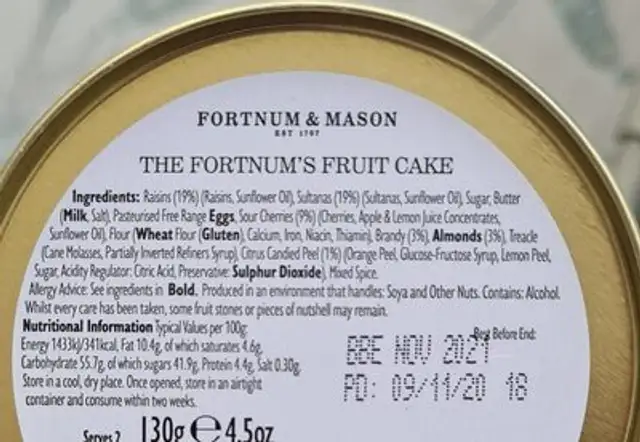 FORTNUM & MASON
EST 1707
THE FORTNUM'S FRUIT CAKE
Ingredients: Raisins (19%) (Raisins, Sunflower Oil), Sultanas (19%) (Sultanas, Sunflower Oil), Sugar, Butter
(Milk, Salt), Pasteurised Free Range Eggs, Sour Cherries (9%) (Cherries, Apple & Lemon Juice Concentrates,
Sunflower Oil), Flour (Wheat Flour (Gluten), Calcium, Iron, Niacin, Thiamin), Brandy (3%), Almonds (3%), Treacle
(Cane Molasses, Partially Inverted Refiners Syrup), Citrus Candied Peel (1%) (Orange Peel, Glucose-Fructose Syrup, Lemon Peel,
Sugar, Acidity Regulator: Citric Acid, Preservative: Sulphur Dioxide), Mixed Spice.
Allergy Advice: See ingredients in Bold. Produced in an environment that handles: Soya and Other Nuts. Contains: Alcohol.
Whilst every care has been taken, some fruit stones or pieces of nutshell may remain.
Nutritional Information Typical Values per 100g:
Energy 1433kJ/341kcal, Fat 10.4g, of which saturates 4.6g,
Carbohydrate 55.7g, of which sugars 41.9g, Protein 4.4g, Salt 0.30g.
Store in a cool, dry place. Once opened, store in an airtight
container and consume within two weeks.
Best Before End:
BBE NOV 2021
PD: 09/11/20 18
Serves 2 130g ℮ 4.5oz